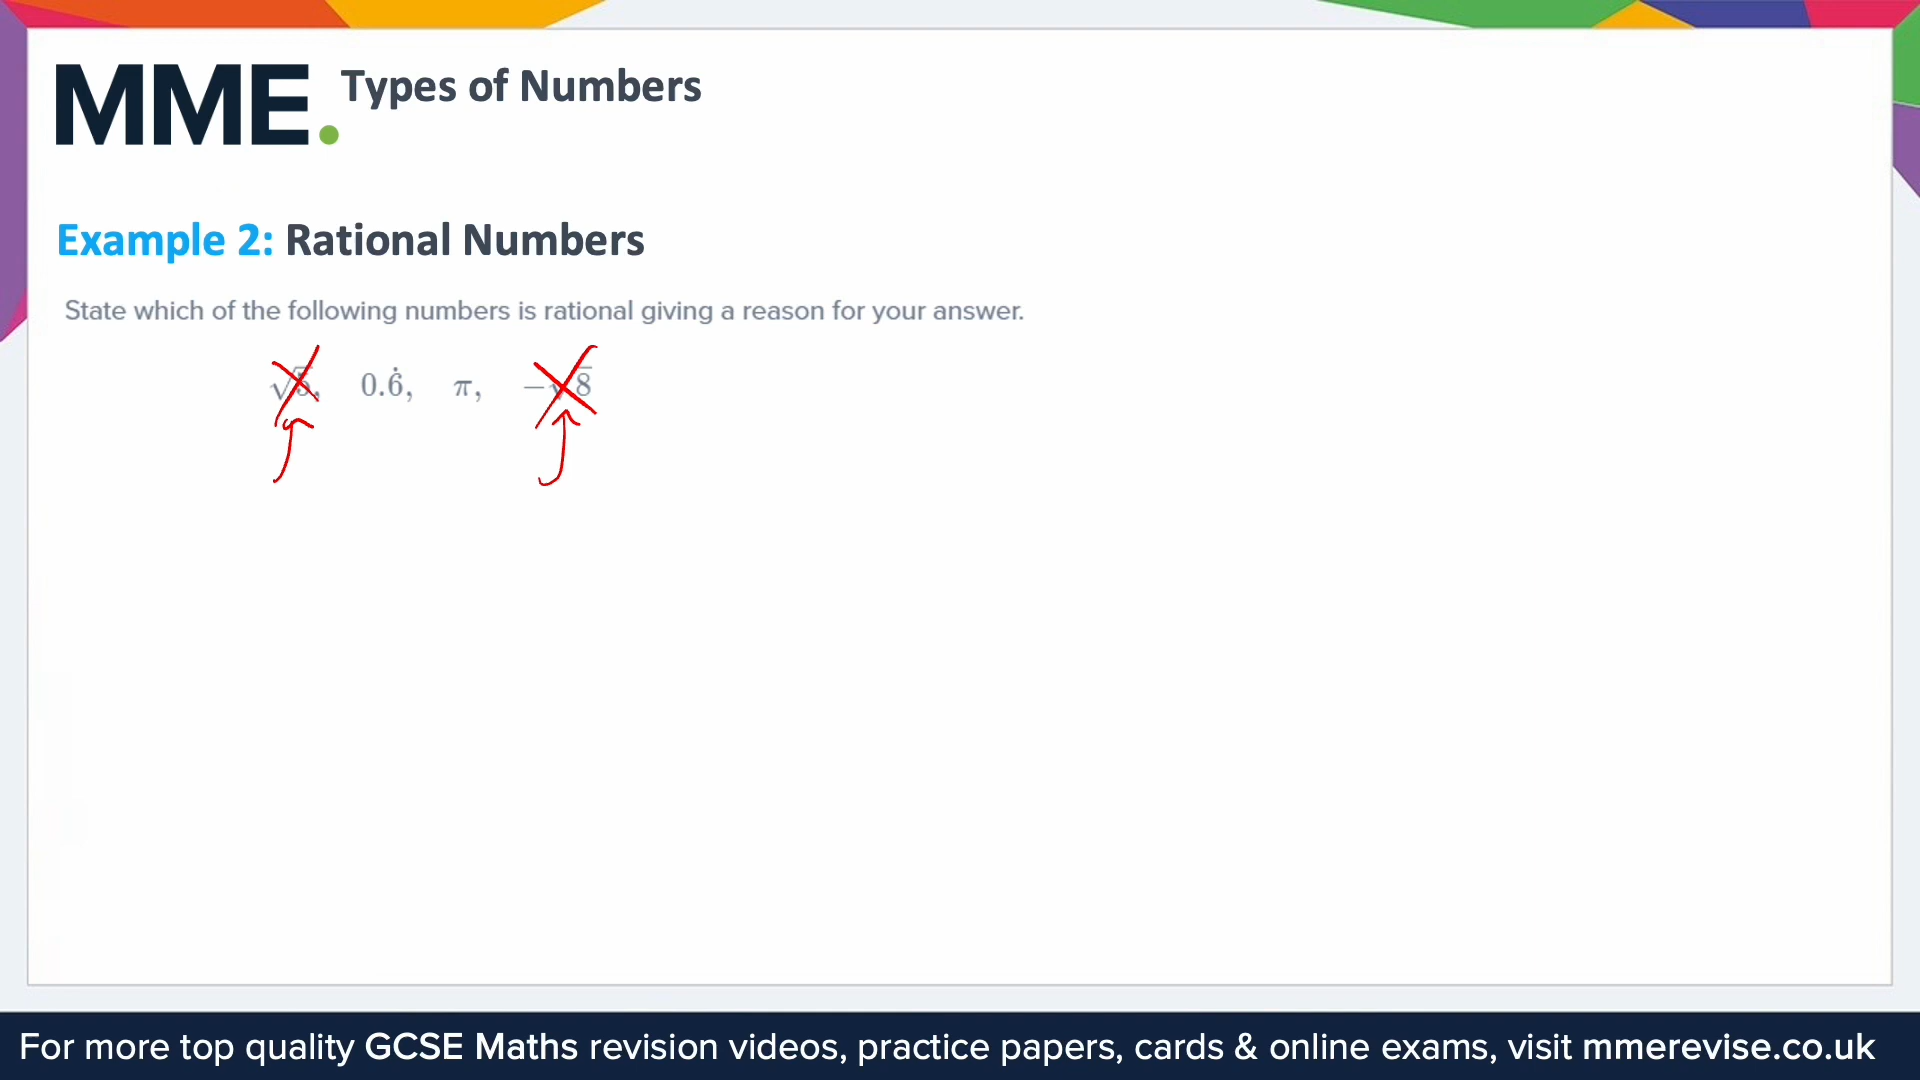 MME.
Types of Numbers
Example 2: Rational Numbers
State which of the following numbers is rational giving a reason for your answer.
√5, 0.6̇, π, −√8
For more top quality GCSE Maths revision videos, practice papers, cards & online exams, visit mmerevise.co.uk